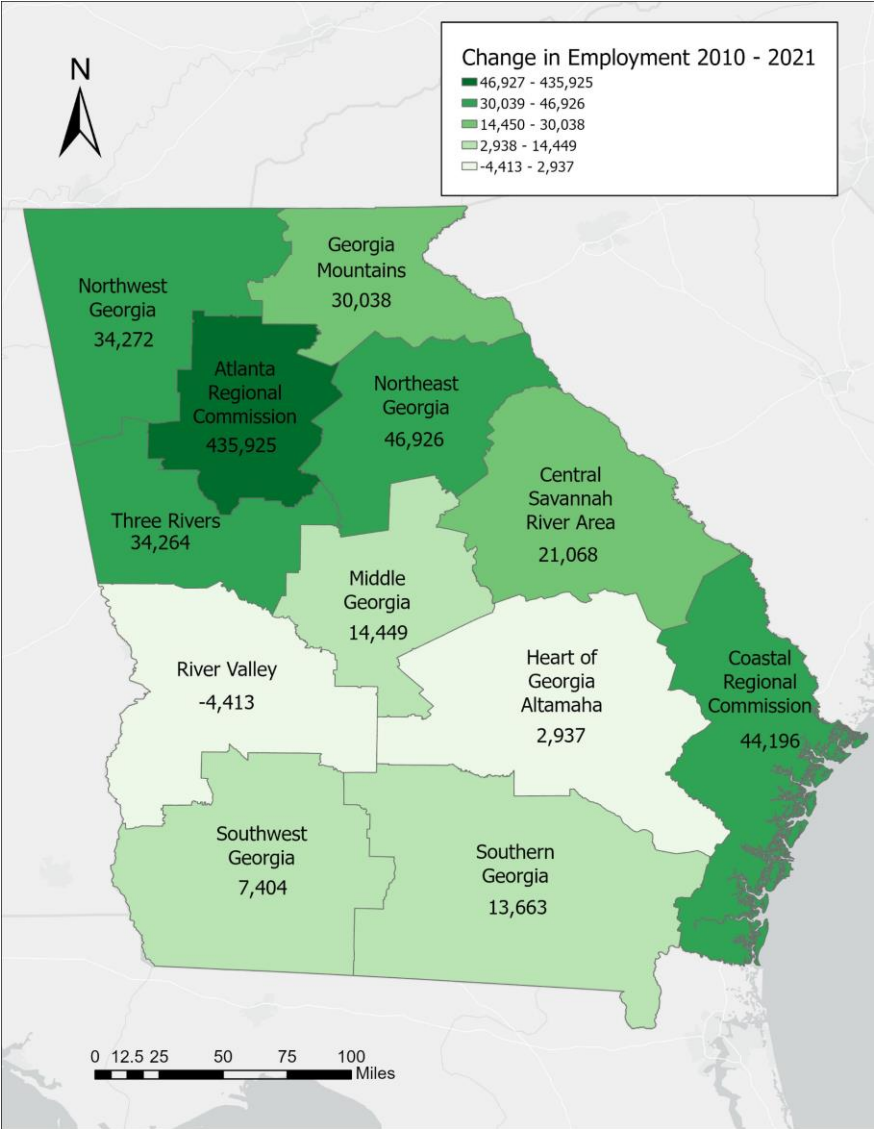 Change in Employment 2010 - 2021
46,927 - 435,925
30,039 - 46,926
14,450 - 30,038
2,938 - 14,449
-4,413 - 2,937
N
Georgia
Mountains
30,038
Northwest
Georgia
34,272
Atlanta
Regional
Commission
435,925
Northeast
Georgia
46,926
Central
Savannah
River Area
21,068
Three Rivers
34,264
Middle
Georgia
14,449
River Valley
-4,413
Heart of
Georgia
Altamaha
2,937
Coastal
Regional
Commission
44,196
Southwest
Georgia
7,404
Southern
Georgia
13,663
0 12.5 25 50 75 100
Miles